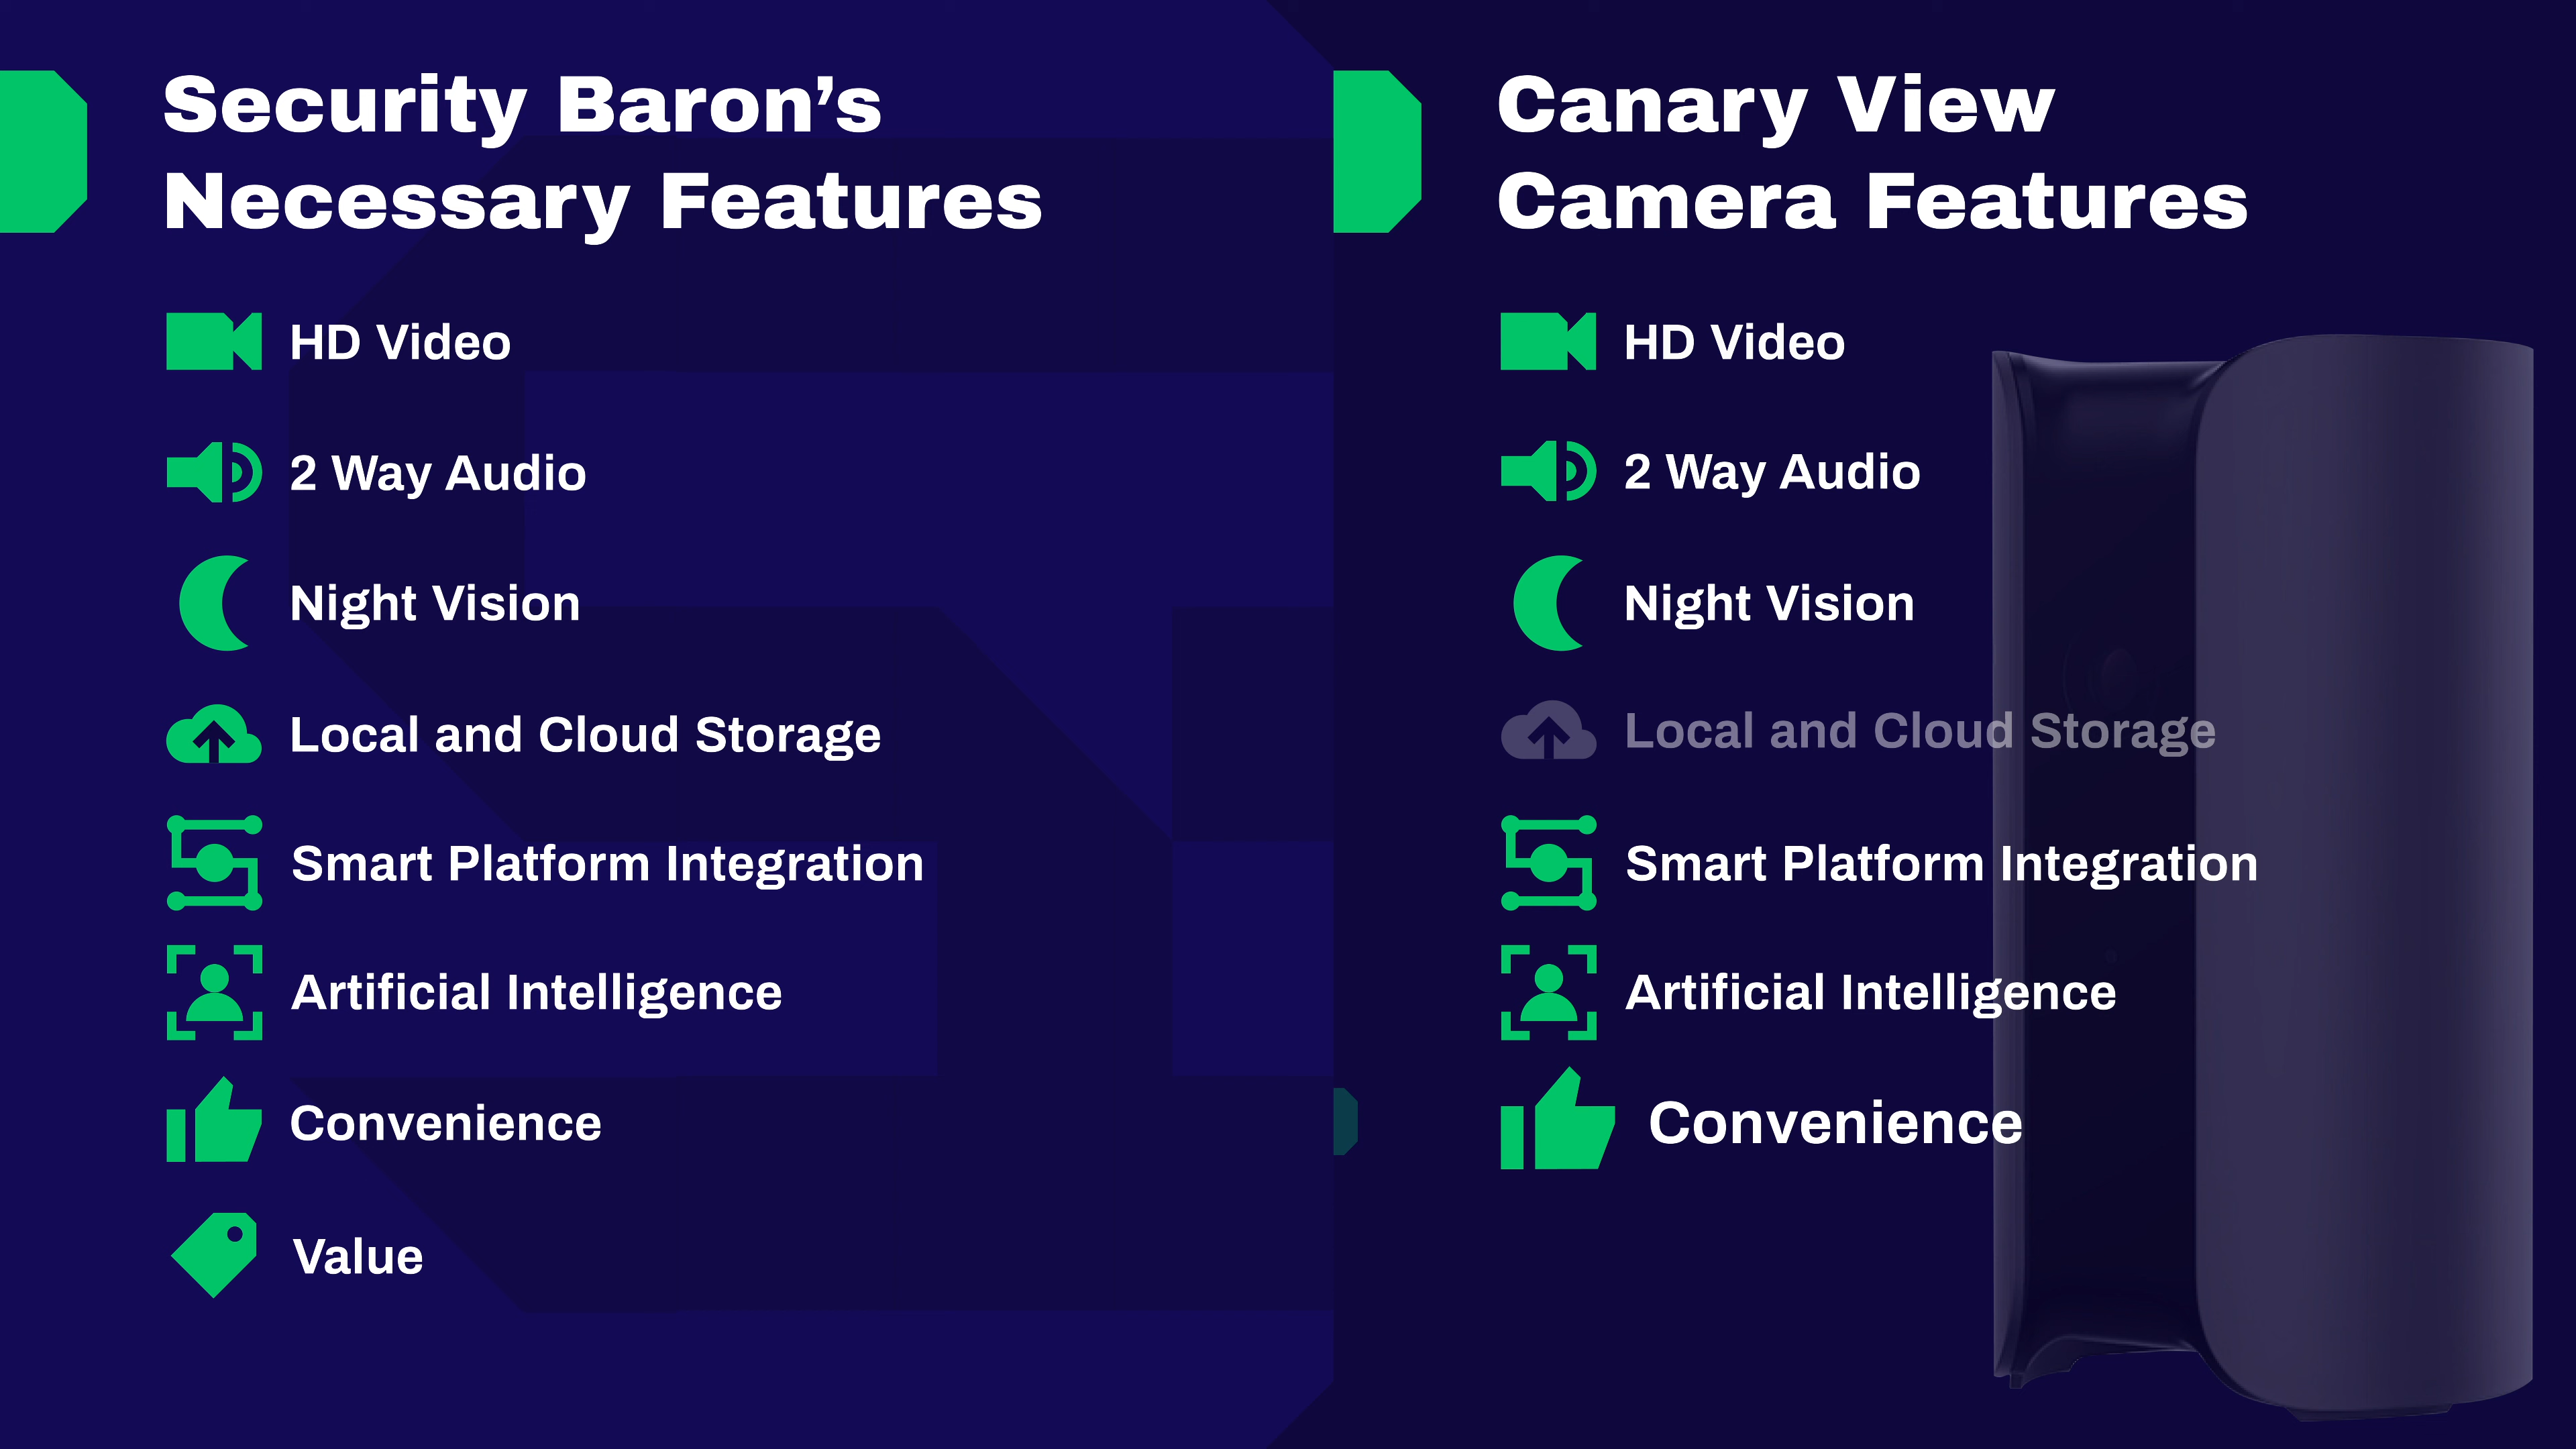 Security Baron’s
Necessary Features
HD Video
2 Way Audio
Night Vision
Local and Cloud Storage
Smart Platform Integration
Artificial Intelligence
Convenience
Value
Canary View
Camera Features
HD Video
2 Way Audio
Night Vision
Local and Cloud Storage
Smart Platform Integration
Artificial Intelligence
Convenience